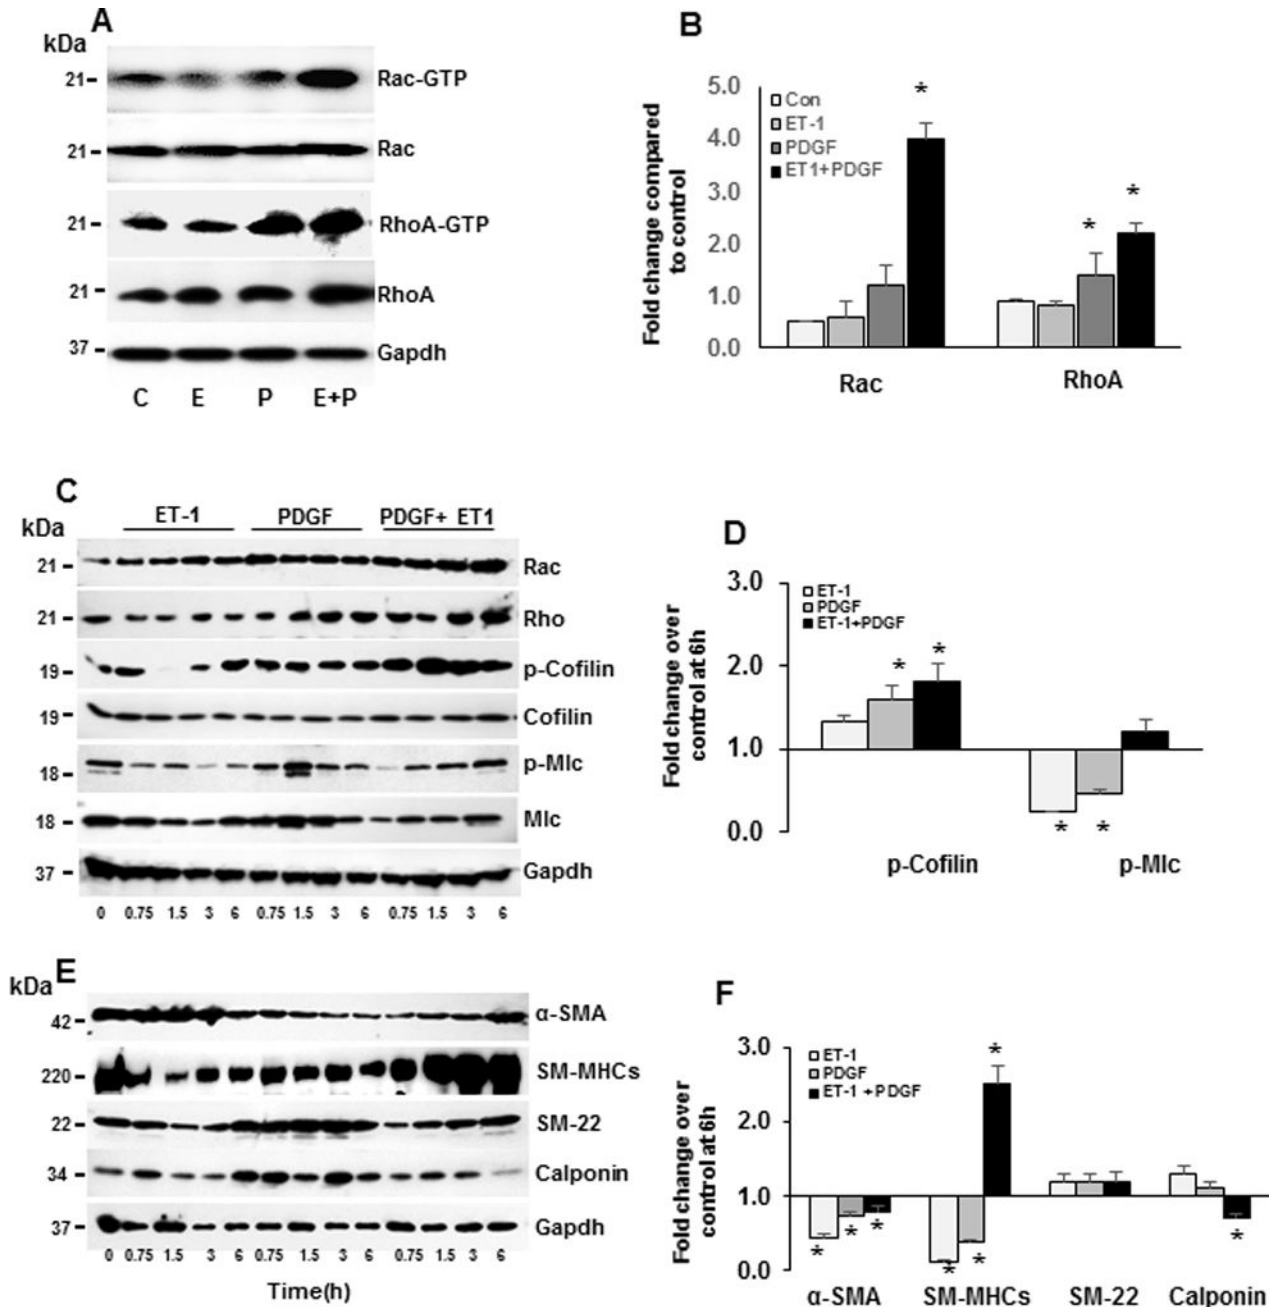 A
kDa
21 – Rac-GTP
21 – Rac
21 – RhoA-GTP
21 – RhoA
37 – Gapdh
C E P E+P
B
Fold change compared
to control
5.0
4.0
3.0
2.0
1.0
0.0
Con
ET-1
PDGF
ET1+PDGF
*
* *
Rac RhoA
C
kDa
ET-1 PDGF PDGF+ ET1
21 – Rac
21 – Rho
19 – p-Cofilin
19 – Cofilin
18 – p-Mlc
18 – Mlc
37 – Gapdh
0 0.75 1.5 3 6 0.75 1.5 3 6 0.75 1.5 3 6
D
Fold change over
control at 6h
3.0
2.0
1.0
0.0
ET-1
PDGF
ET-1+PDGF
* *
* *
p-Cofilin p-Mlc
E
kDa
42 – α-SMA
220 – SM-MHCs
22 – SM-22
34 – Calponin
37 – Gapdh
0 0.75 1.5 3 6 0.75 1.5 3 6 0.75 1.5 3 6
Time(h)
F
Fold change over
control at 6h
3.0
2.0
1.0
0.0
ET-1
PDGF
ET-1 +PDGF
*
* * * * * *
α-SMA SM-MHCs SM-22 Calponin